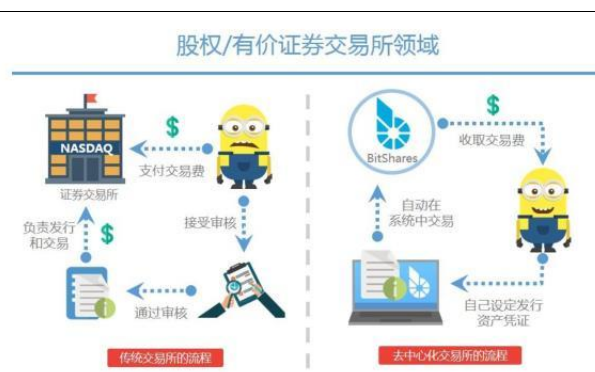 股权/有价证券交易所领域
$
NASDAQ
证券交易所
支付交易费
负责发行
和交易
$
接受审核
通过审核
传统交易所的流程
BitShares
$
收取交易费
自动在
系统中交易
自己设定发行
资产凭证
去中心化交易所的流程